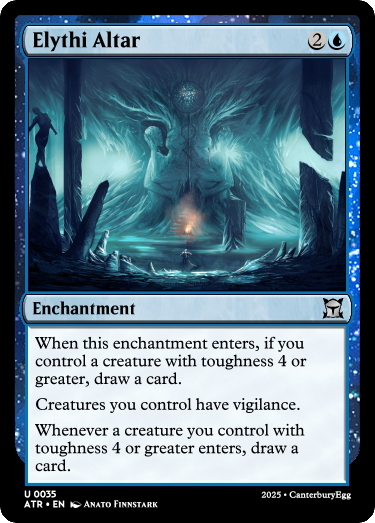 Elythi Altar 2
Enchantment
When this enchantment enters, if you
control a creature with toughness 4 or
greater, draw a card.
Creatures you control have vigilance.
Whenever a creature you control with
toughness 4 or greater enters, draw a
card.
U 0035
ATR • EN Anato Finnstark
2025 • CanterburyEgg